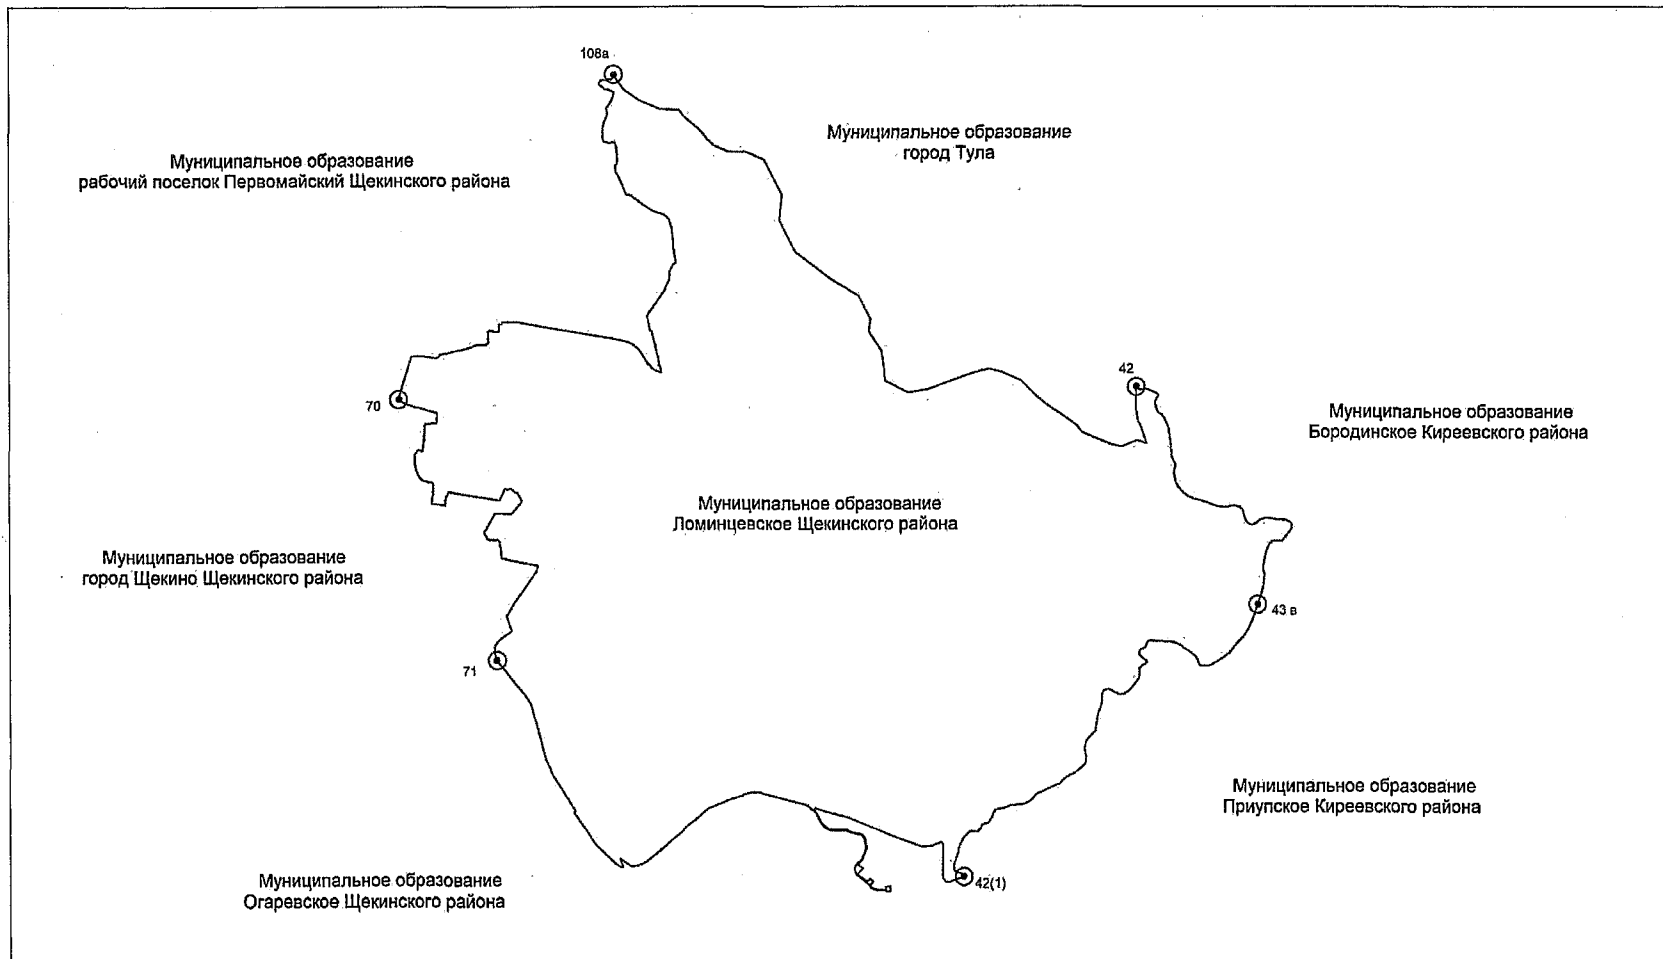 108а
Муниципальное образование
город Тула
Муниципальное образование
рабочий поселок Первомайский Щекинского района
42
70
Муниципальное образование
Бородинское Киреевского района
Муниципальное образование
Ломинцевское Щекинского района
Муниципальное образование
город Щекино Щекинского района
43 в
71
Муниципальное образование
Приупское Киреевского района
42(1)
Муниципальное образование
Огаревское Щекинского района